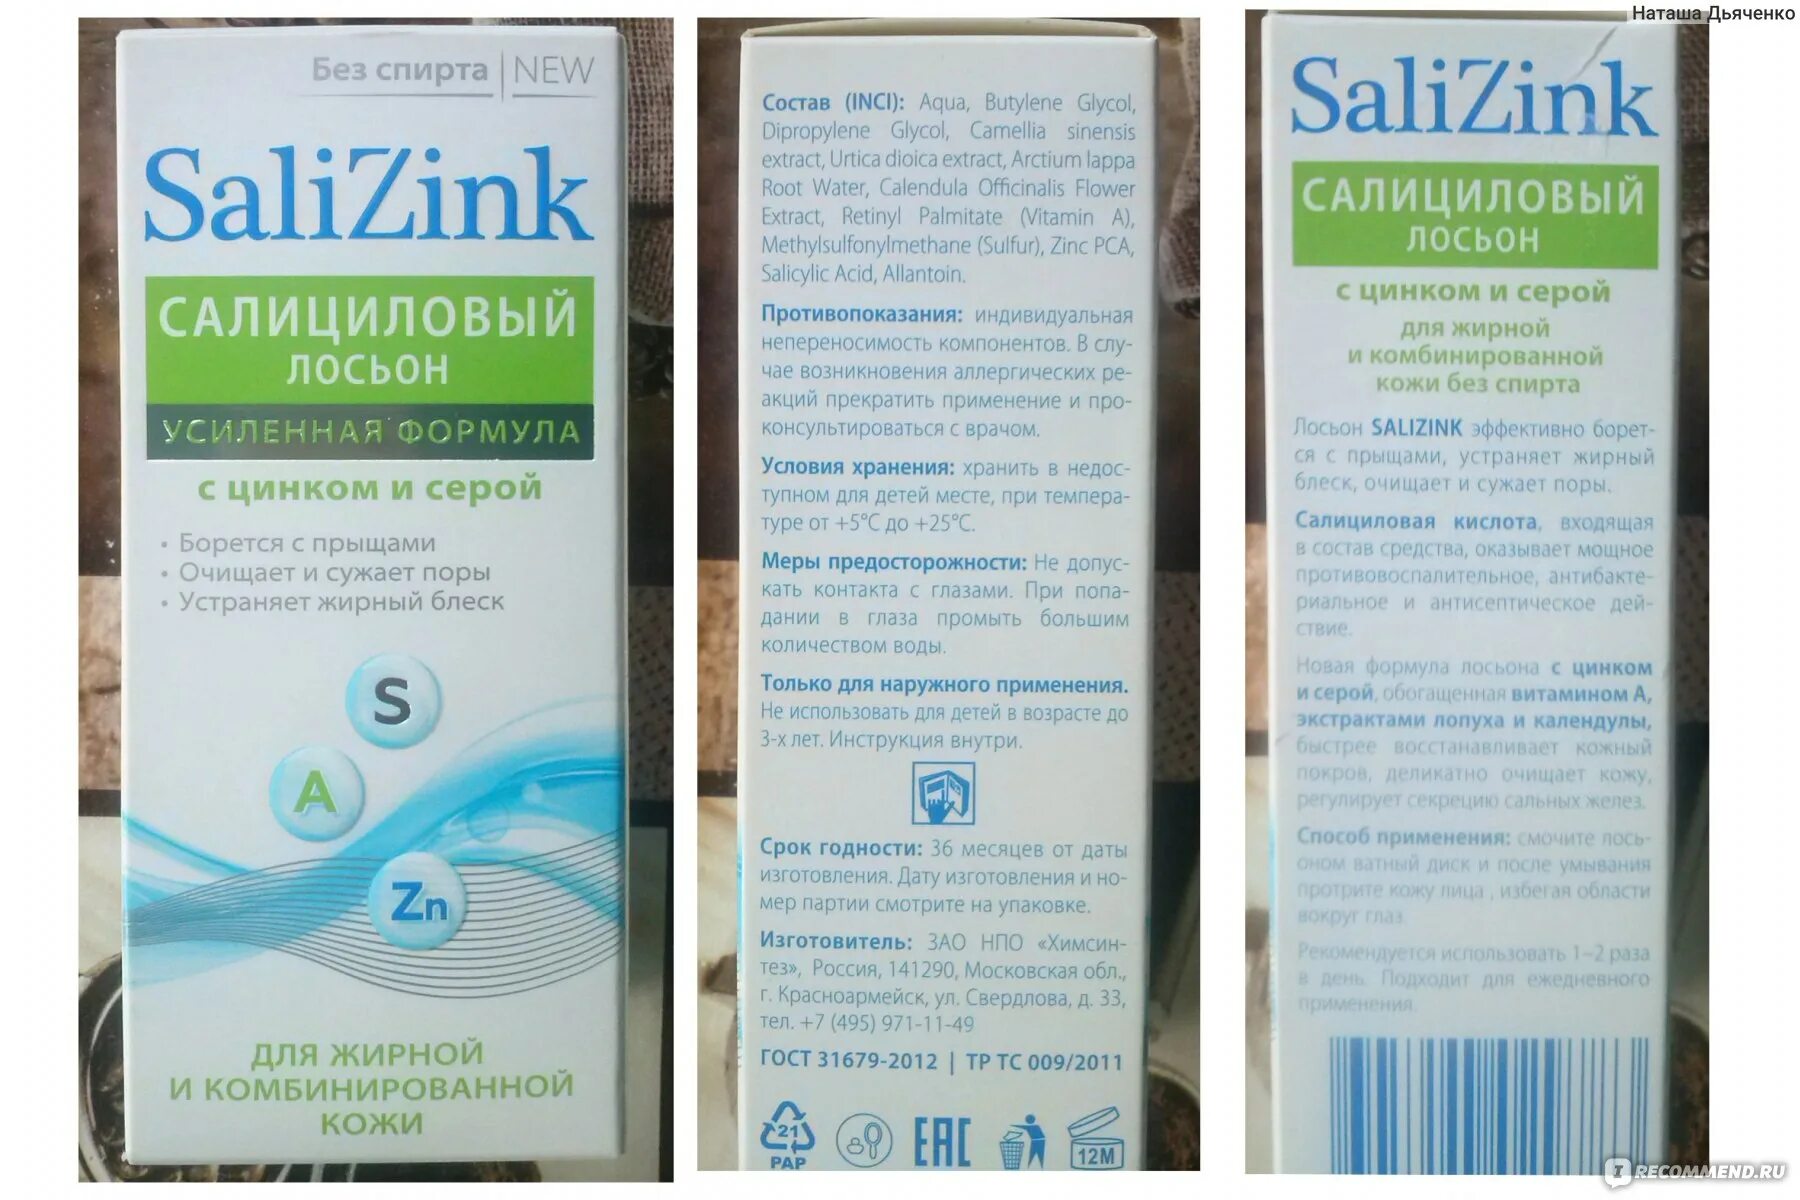 Наташа Дьяченко
Без спирта | NEW
SaliZink
САЛИЦИЛОВЫЙ
ЛОСЬОН
УСИЛЕННАЯ ФОРМУЛА
с цинком и серой
• Борется с прыщами
• Очищает и сужает поры
• Устраняет жирный блеск
S
A
Zn
ДЛЯ ЖИРНОЙ
И КОМБИНИРОВАННОЙ
КОЖИ
Состав (INCI): Aqua, Butylene Glycol,
Dipropylene Glycol, Camellia sinensis
extract, Urtica dioica extract, Arctium lappa
Root Water, Calendula Officinalis Flower
Extract, Retinyl Palmitate (Vitamin A),
Methylsulfonylmethane (Sulfur), Zinc PCA,
Salicylic Acid, Allantoin.
Противопоказания: индивидуальная
непереносимость компонентов. В слу-
чае возникновения аллергических ре-
акций прекратить применение и про-
консультироваться с врачом.
Условия хранения: хранить в недос-
тупном для детей месте, при темпера-
туре от +5°С до +25°С.
Меры предосторожности: Не допус-
кать контакта с глазами. При попа-
дании в глаза промыть большим
количеством воды.
Только для наружного применения.
Не использовать для детей в возрасте до
3-х лет. Инструкция внутри.
Срок годности: 36 месяцев от даты
изготовления. Дату изготовления и но-
мер партии смотрите на упаковке.
Изготовитель: ЗАО НПО «Химсин-
тез», Россия, 141290, Московская обл.,
г. Красноармейск, ул. Свердлова, д. 33,
тел. +7 (495) 971-11-49
ГОСТ 31679-2012 | ТР ТС 009/2011
21
PAP
EAC
12M
SaliZink
САЛИЦИЛОВЫЙ
ЛОСЬОН
с цинком и серой
для жирной
и комбинированной
кожи без спирта
Лосьон SALIZINK эффективно борет-
ся с прыщами, устраняет жирный
блеск, очищает и сужает поры.
Салициловая кислота, входящая
в состав средства, оказывает мощное
противовоспалительное, антибакте-
риальное и антисептическое дей-
ствие.
Новая формула лосьона с цинком
и серой, обогащенная витамином А,
экстрактами лопуха и календулы,
быстрее восстанавливает кожный
покров, деликатно очищает кожу,
регулирует секрецию сальных желез.
Способ применения: смочите лось-
оном ватный диск и после умывания
протрите кожу лица , избегая области
вокруг глаз.
Рекомендуется использовать 1–2 раза
в день. Подходит для ежедневного
применения.
IRECOMMEND.RU